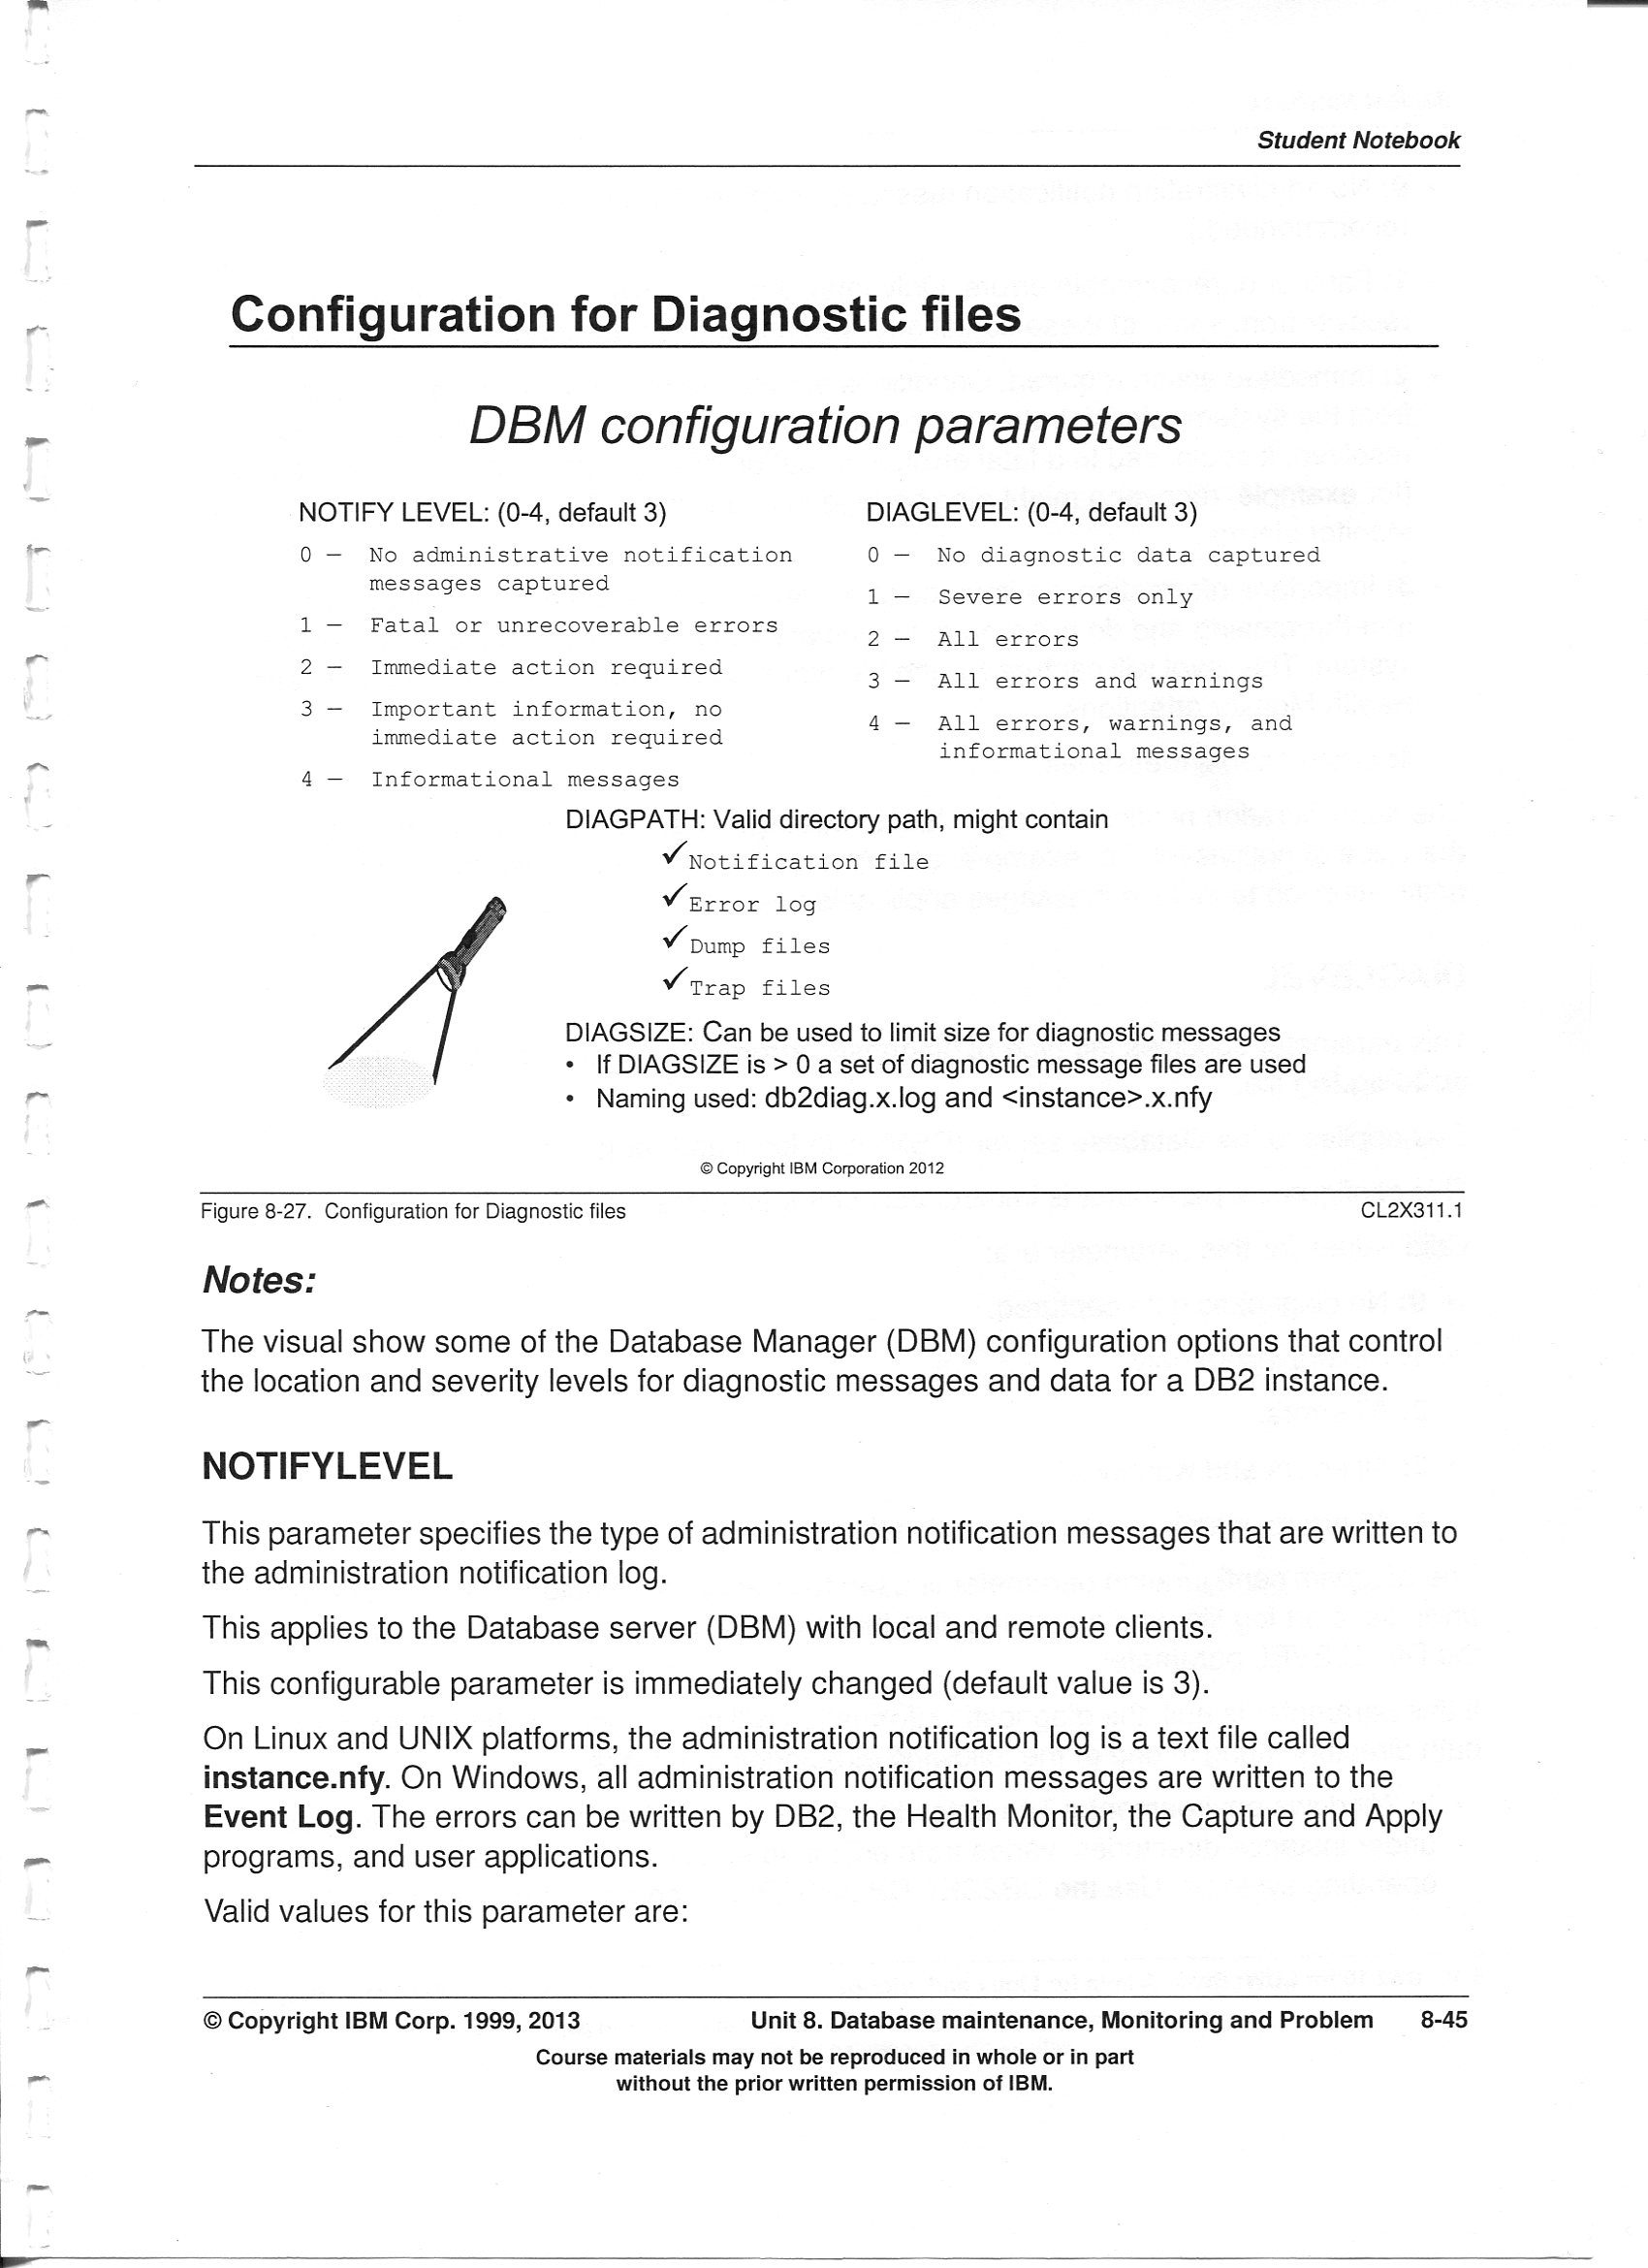 Student Notebook
Configuration for Diagnostic files
DBM configuration parameters
NOTIFY LEVEL: (0-4, default 3)
0 – No administrative notification
messages captured
1 – Fatal or unrecoverable errors
2 – Immediate action required
3 – Important information, no
immediate action required
4 – Informational messages
DIAGLEVEL: (0-4, default 3)
0 – No diagnostic data captured
1 – Severe errors only
2 – All errors
3 – All errors and warnings
4 – All errors, warnings, and
informational messages
DIAGPATH: Valid directory path, might contain
✓ Notification file
✓ Error log
✓ Dump files
✓ Trap files
DIAGSIZE: Can be used to limit size for diagnostic messages
• If DIAGSIZE is > 0 a set of diagnostic message files are used
• Naming used: db2diag.x.log and <instance>.x.nfy
© Copyright IBM Corporation 2012
Figure 8-27. Configuration for Diagnostic files CL2X311.1
Notes:
The visual show some of the Database Manager (DBM) configuration options that control
the location and severity levels for diagnostic messages and data for a DB2 instance.
NOTIFYLEVEL
This parameter specifies the type of administration notification messages that are written to
the administration notification log.
This applies to the Database server (DBM) with local and remote clients.
This configurable parameter is immediately changed (default value is 3).
On Linux and UNIX platforms, the administration notification log is a text file called
instance.nfy. On Windows, all administration notification messages are written to the
Event Log. The errors can be written by DB2, the Health Monitor, the Capture and Apply
programs, and user applications.
Valid values for this parameter are:
© Copyright IBM Corp. 1999, 2013 Unit 8. Database maintenance, Monitoring and Problem 8-45
Course materials may not be reproduced in whole or in part
without the prior written permission of IBM.